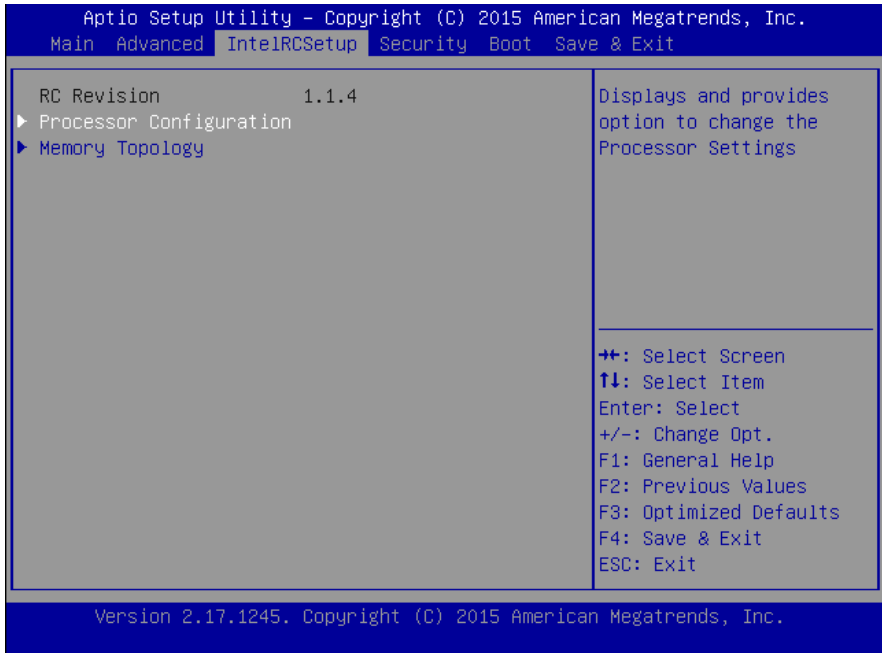 Aptio Setup Utility – Copyright (C) 2015 American Megatrends, Inc.
Main Advanced IntelRCSetup Security Boot Save & Exit
RC Revision 1.1.4
Processor Configuration
Memory Topology
Displays and provides
option to change the
Processor Settings
→←: Select Screen
↑↓: Select Item
Enter: Select
+/-: Change Opt.
F1: General Help
F2: Previous Values
F3: Optimized Defaults
F4: Save & Exit
ESC: Exit
Version 2.17.1245. Copyright (C) 2015 American Megatrends, Inc.